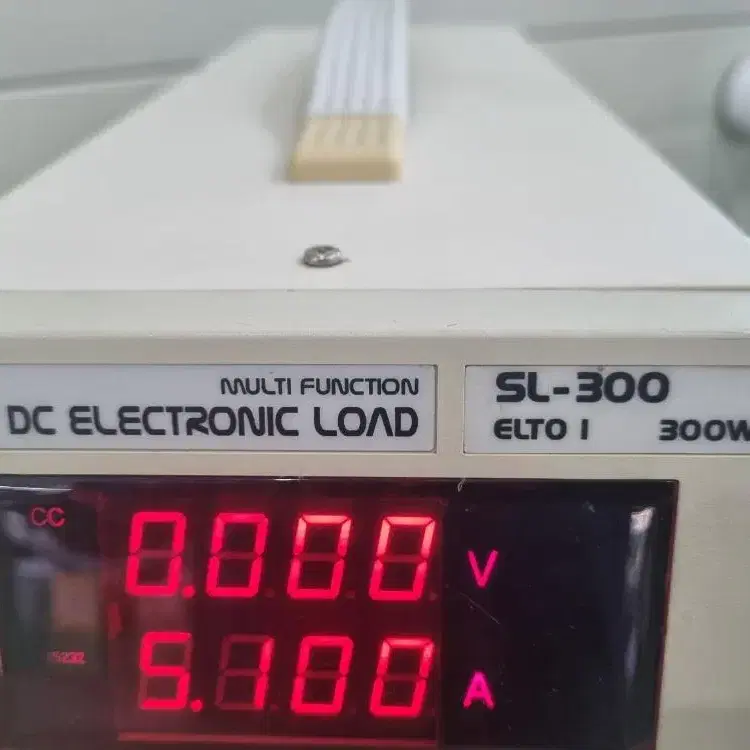 MULTI FUNCTION
DC ELECTRONIC LOAD
SL-300
ELTO I 300W
CC
0.000 V
5.100 A